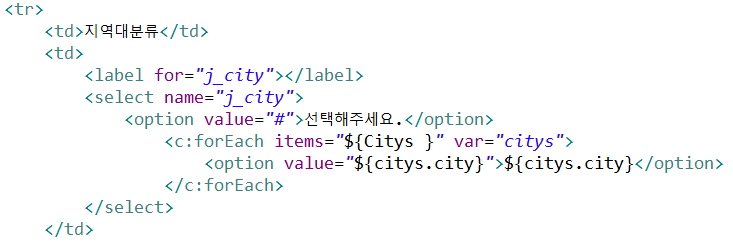 <tr>
    <td>지역대분류</td>
    <td>
        <label for="j_city"></label>
        <select name="j_city">
            <option value="#">선택해주세요.</option>
                <c:forEach items="${Citys }" var="citys">
                    <option value="${citys.city}">${citys.city}</option>
                </c:forEach>
        </select>
    </td>